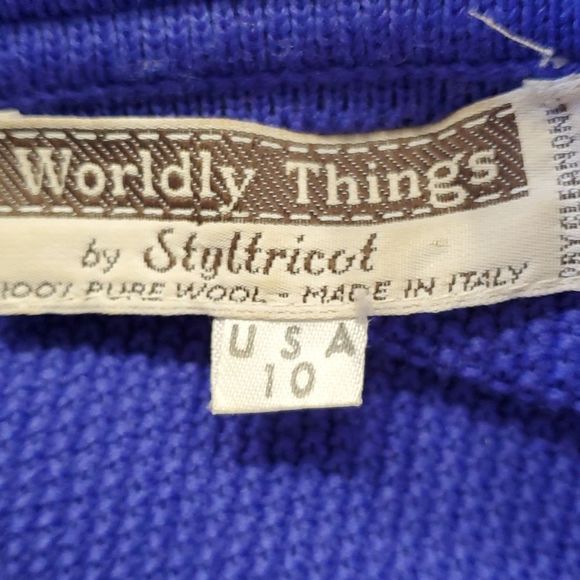 Worldly Things
by Styltricot
100% PURE WOOL - MADE IN ITALY
USA
10
DRY CLEAN ONLY